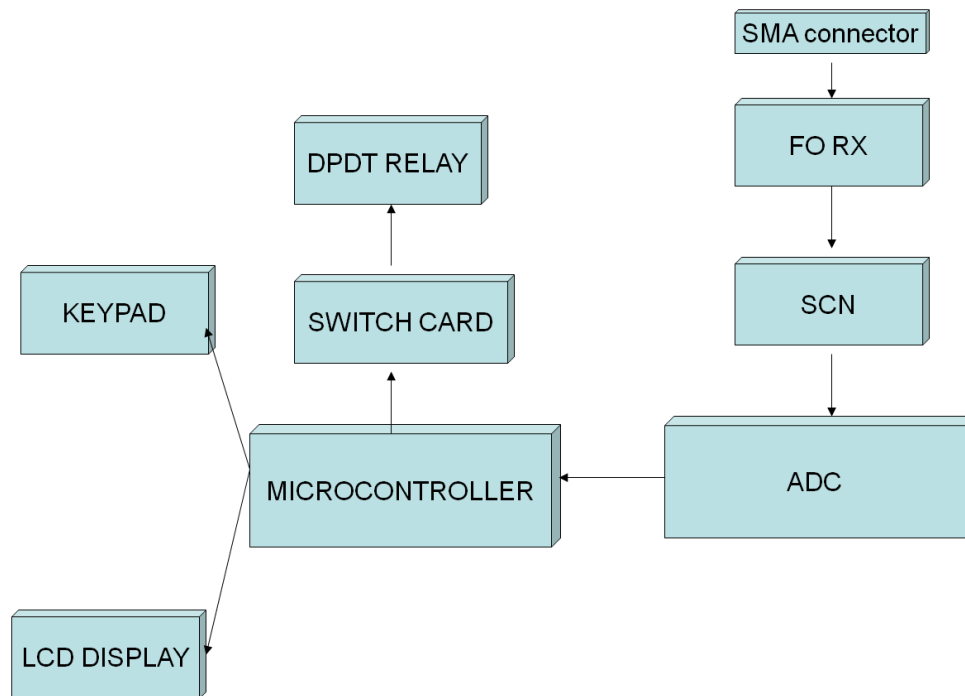 SMA connector
FO RX
DPDT RELAY
SCN
KEYPAD
SWITCH CARD
ADC
MICROCONTROLLER
LCD DISPLAY